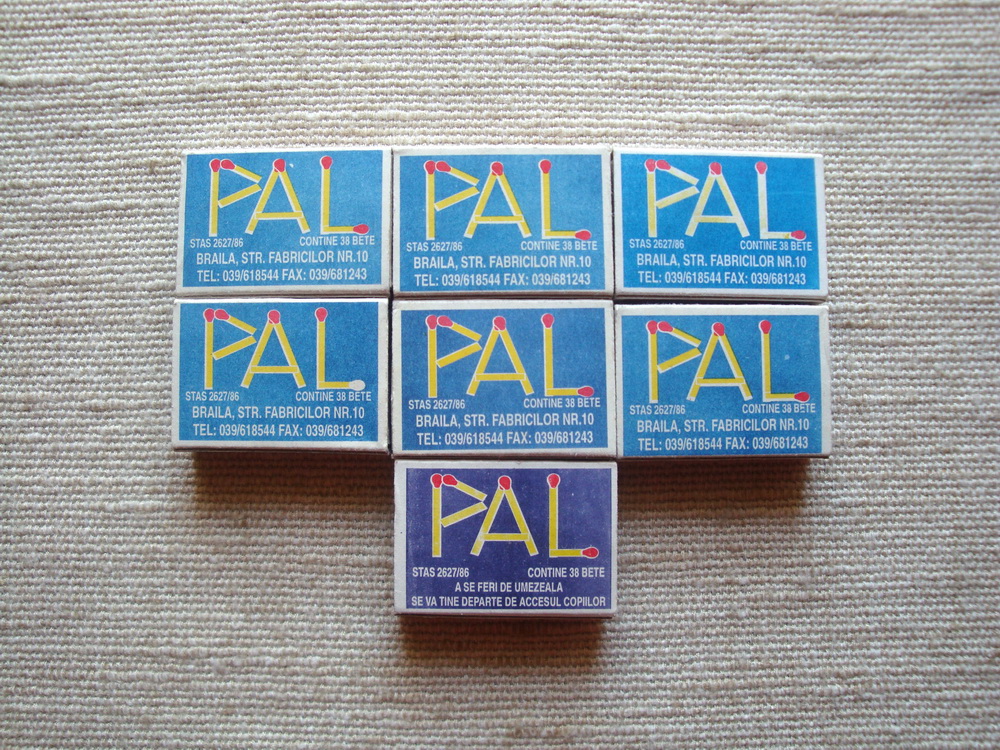 PAL
STAS 2627/86 CONTINE 38 BETE
BRAILA, STR. FABRICILOR NR.10
TEL: 039/618544 FAX: 039/681243
PAL
STAS 2627/86 CONTINE 38 BETE
BRAILA, STR. FABRICILOR NR.10
TEL: 039/618544 FAX: 039/681243
PAL
STAS 2627/86 CONTINE 38 BETE
BRAILA, STR. FABRICILOR NR.10
TEL: 039/618544 FAX: 039/681243
PAL
STAS 2627/86 CONTINE 38 BETE
BRAILA, STR. FABRICILOR NR.10
TEL: 039/618544 FAX: 039/681243
PAL
STAS 2627/86 CONTINE 38 BETE
BRAILA, STR. FABRICILOR NR.10
TEL: 039/618544 FAX: 039/681243
PAL
STAS 2627/86 CONTINE 38 BETE
BRAILA, STR. FABRICILOR NR.10
TEL: 039/618544 FAX: 039/681243
PAL
STAS 2627/86 CONTINE 38 BETE
A SE FERI DE UMEZEALA
SE VA TINE DEPARTE DE ACCESUL COPIILOR